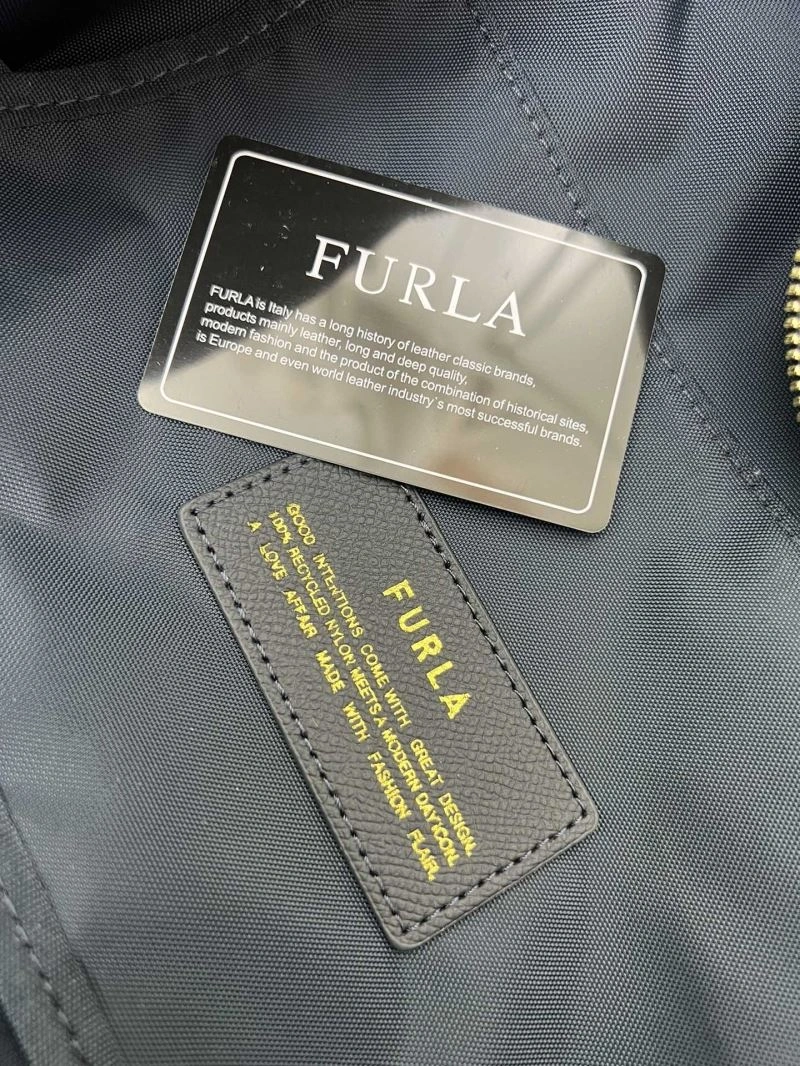 FURLA
FURLA is Italy has a long history of leather classic brands,
products mainly leather, long and deep quality,
modern fashion and the product of the combination of historical sites,
is Europe and even world leather industry's most successful brands.
FURLA
GOOD INTENTIONS COME WITH GREAT DESIGN.
100% RECYCLED NYLON MEETS A MODERN DAY ICON.
A LOVE AFFAIR MADE WITH FASHION FLAIR.